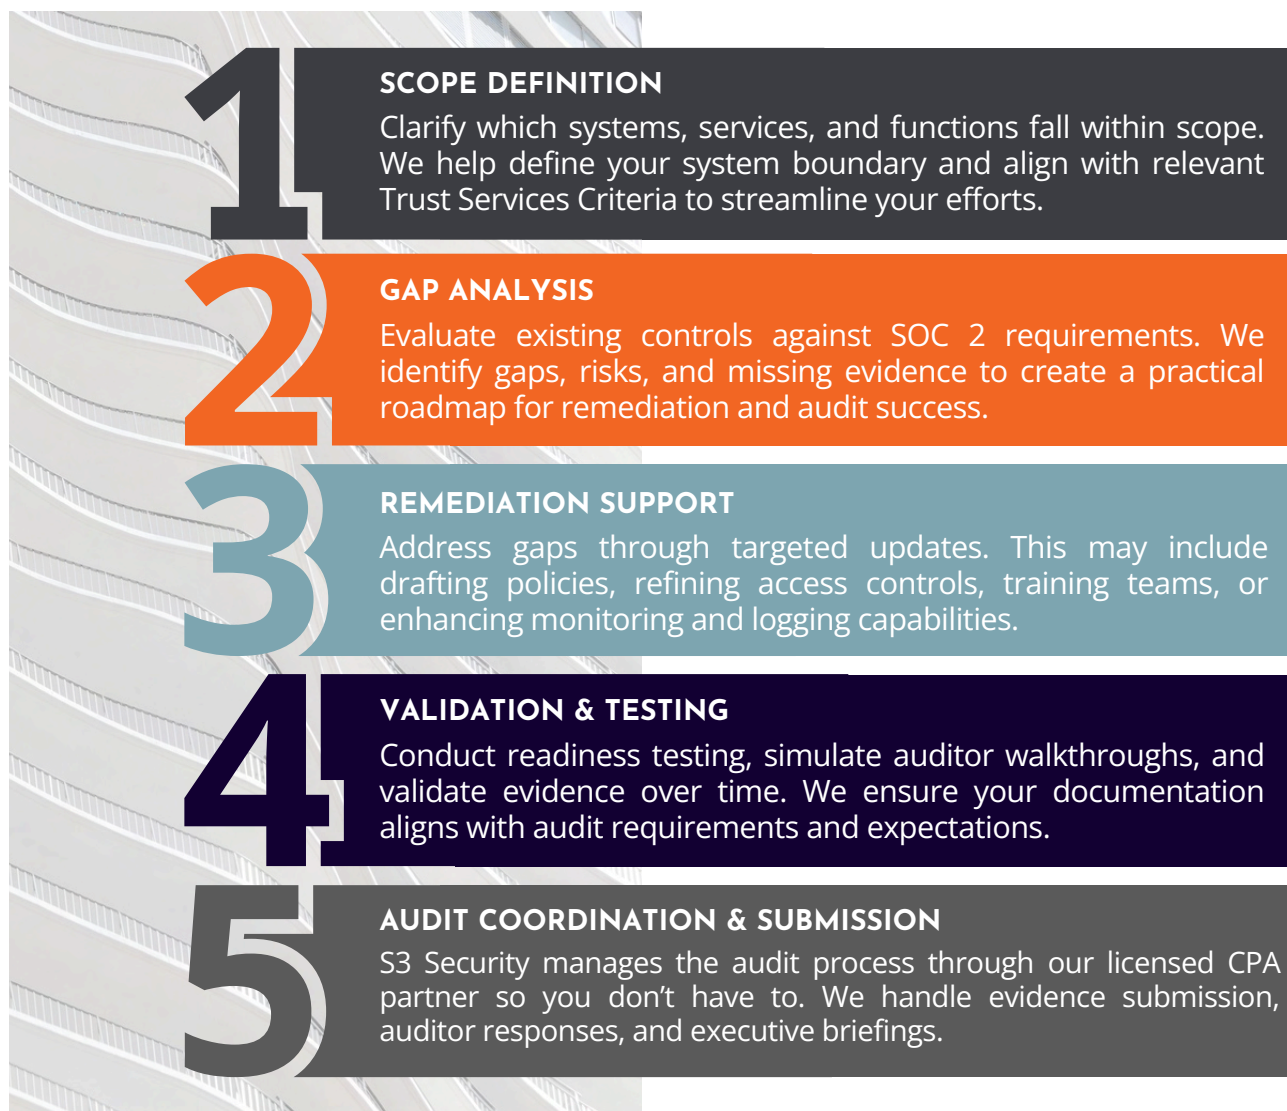 1
SCOPE DEFINITION
Clarify which systems, services, and functions fall within scope.
We help define your system boundary and align with relevant
Trust Services Criteria to streamline your efforts.
2
GAP ANALYSIS
Evaluate existing controls against SOC 2 requirements. We
identify gaps, risks, and missing evidence to create a practical
roadmap for remediation and audit success.
3
REMEDIATION SUPPORT
Address gaps through targeted updates. This may include
drafting policies, refining access controls, training teams, or
enhancing monitoring and logging capabilities.
4
VALIDATION & TESTING
Conduct readiness testing, simulate auditor walkthroughs, and
validate evidence over time. We ensure your documentation
aligns with audit requirements and expectations.
5
AUDIT COORDINATION & SUBMISSION
S3 Security manages the audit process through our licensed CPA
partner so you don’t have to. We handle evidence submission,
auditor responses, and executive briefings.